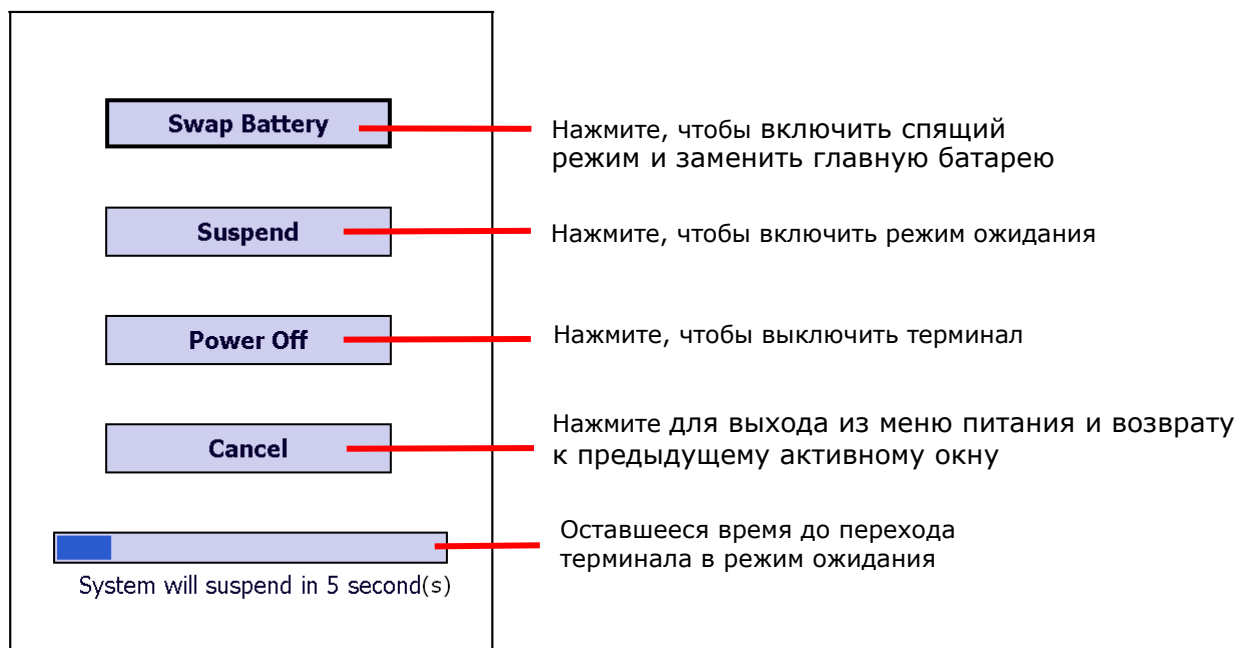 Swap Battery
Нажмите, чтобы включить спящий
режим и заменить главную батарею
Suspend
Нажмите, чтобы включить режим ожидания
Power Off
Нажмите, чтобы выключить терминал
Cancel
Нажмите для выхода из меню питания и возврату
к предыдущему активному окну
Оставшееся время до перехода
терминала в режим ожидания
System will suspend in 5 second(s)